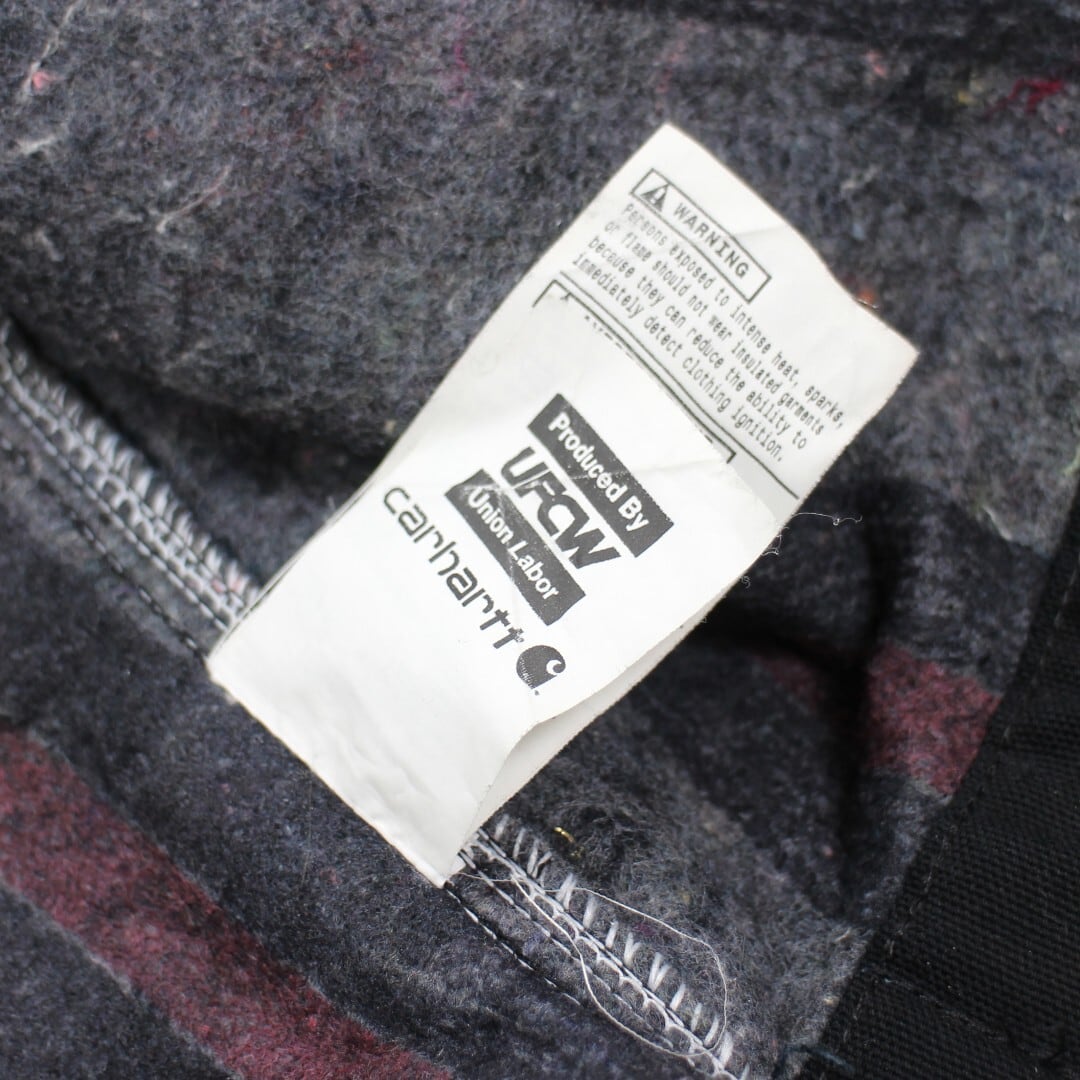 WARNING
Persons exposed to intense heat, sparks,
or flame should not wear insulated garments
because they can reduce the ability to
immediately detect clothing ignition.
Produced By
UFCW
Union Labor
carhartt